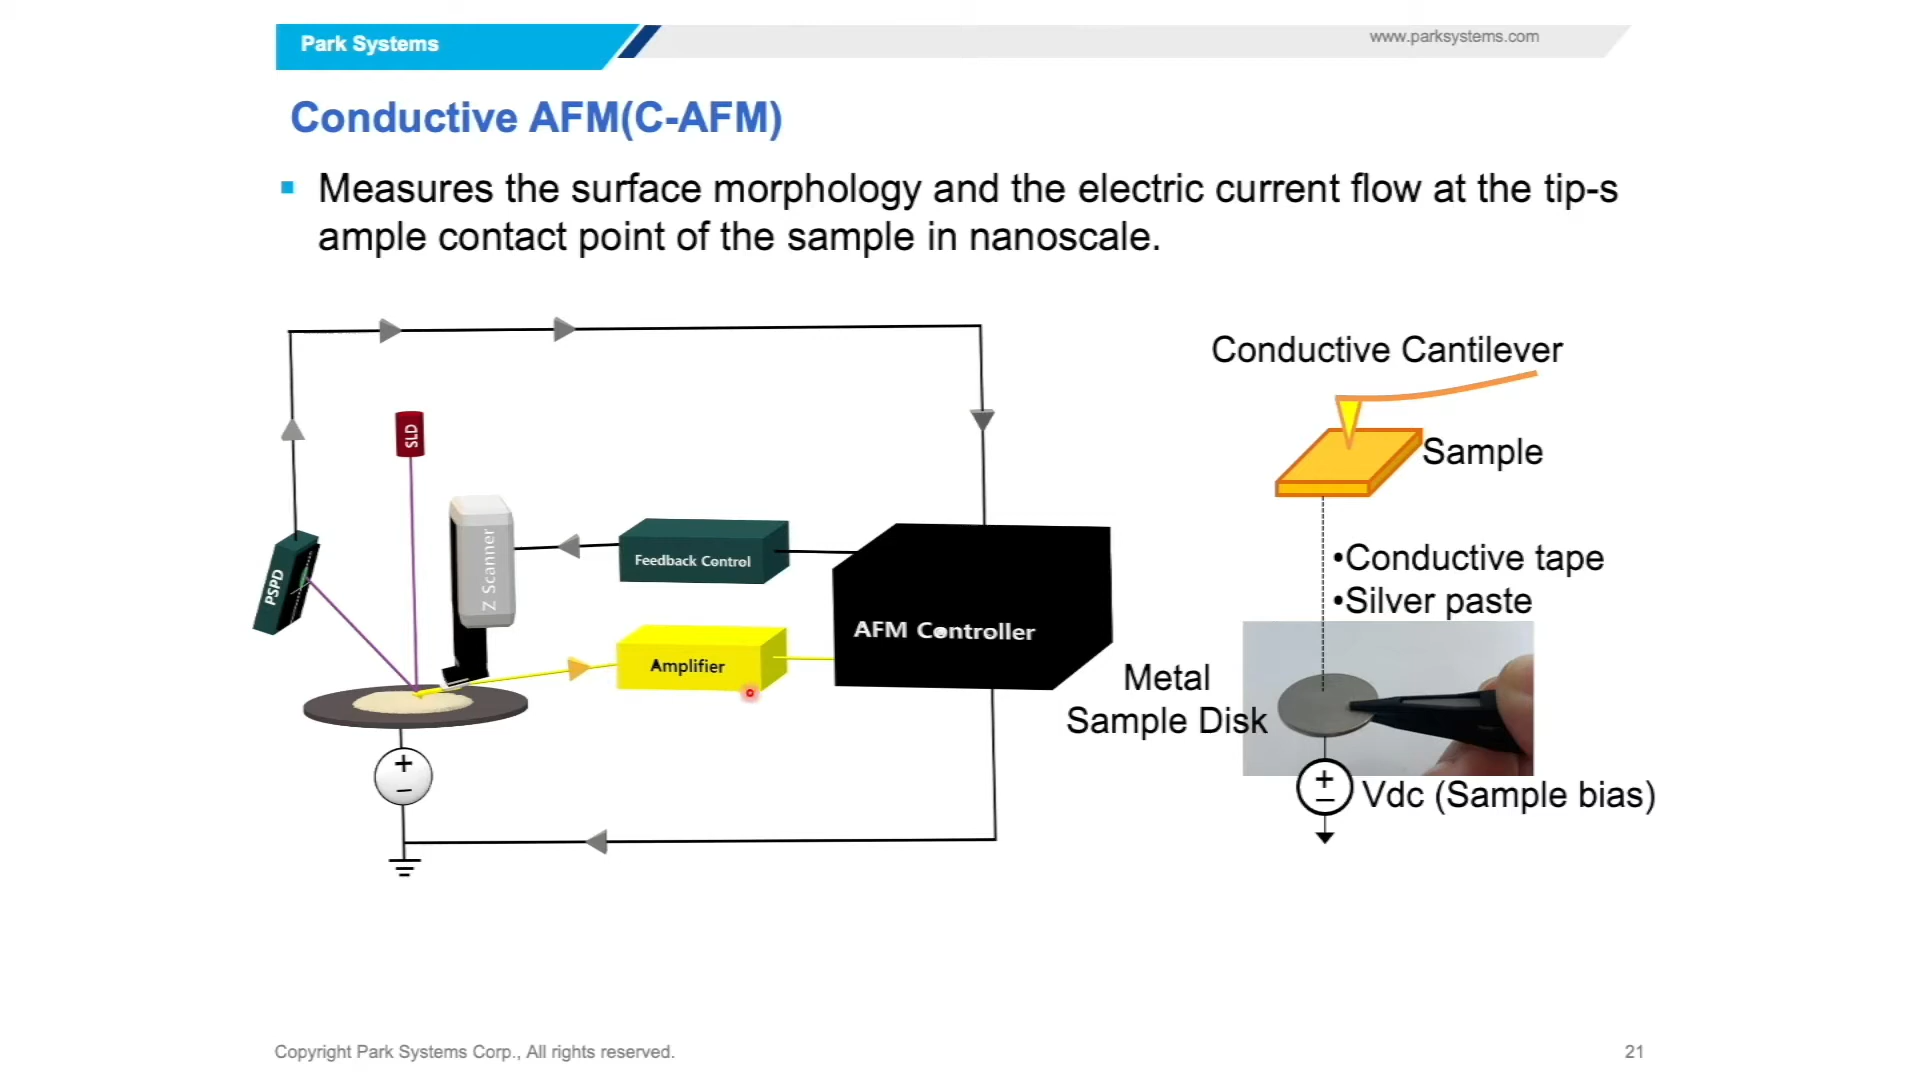 Park Systems
www.parksystems.com
Conductive AFM(C-AFM)
Measures the surface morphology and the electric current flow at the tip-s
ample contact point of the sample in nanoscale.
SLD
PSPD
Z Scanner
Feedback Control
Amplifier
AFM Controller
+
−
Conductive Cantilever
Sample
•Conductive tape
•Silver paste
Metal
Sample Disk
+
−
Vdc (Sample bias)
Copyright Park Systems Corp., All rights reserved.
21